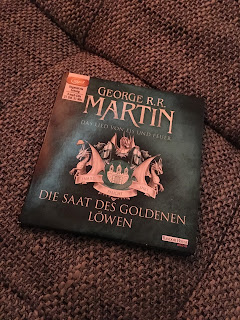 GEORGE R.R.
MARTIN
DAS LIED VON EIS UND FEUER
DIE SAAT DES GOLDENEN
LÖWEN